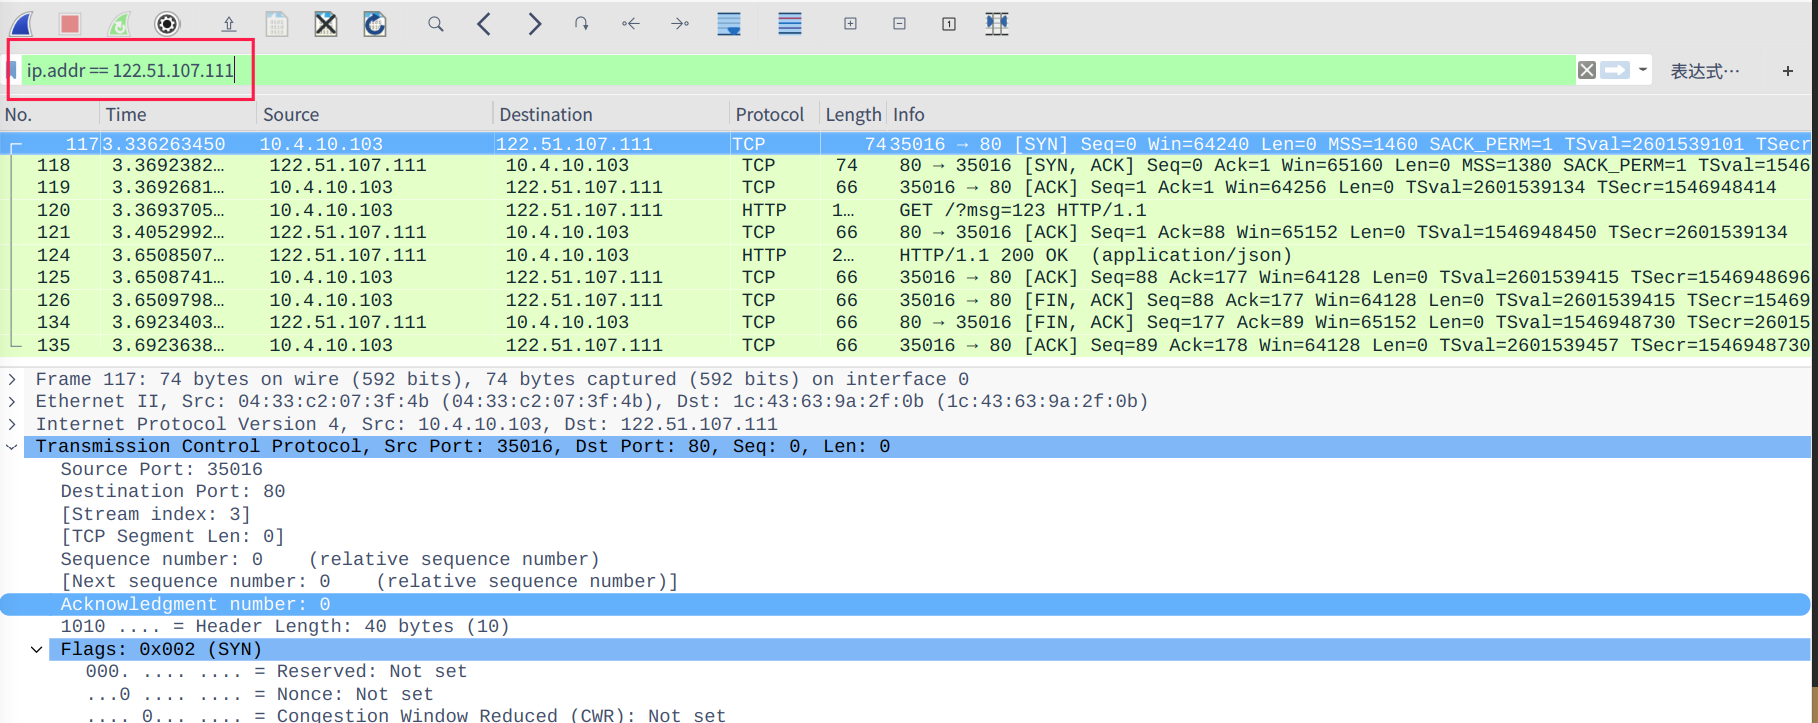 ip.addr == 122.51.107.111 表达式… +
No. Time Source Destination Protocol Length Info
117 3.336263450 10.4.10.103 122.51.107.111 TCP 74 35016 → 80 [SYN] Seq=0 Win=64240 Len=0 MSS=1460 SACK_PERM=1 TSval=2601539101 TSecr
118 3.3692382… 122.51.107.111 10.4.10.103 TCP 74 80 → 35016 [SYN, ACK] Seq=0 Ack=1 Win=65160 Len=0 MSS=1380 SACK_PERM=1 TSval=1546
119 3.3692681… 10.4.10.103 122.51.107.111 TCP 66 35016 → 80 [ACK] Seq=1 Ack=1 Win=64256 Len=0 TSval=2601539134 TSecr=1546948414
120 3.3693705… 10.4.10.103 122.51.107.111 HTTP 1… GET /?msg=123 HTTP/1.1
121 3.4052992… 122.51.107.111 10.4.10.103 TCP 66 80 → 35016 [ACK] Seq=1 Ack=88 Win=65152 Len=0 TSval=1546948450 TSecr=2601539134
124 3.6508507… 122.51.107.111 10.4.10.103 HTTP 2… HTTP/1.1 200 OK (application/json)
125 3.6508741… 10.4.10.103 122.51.107.111 TCP 66 35016 → 80 [ACK] Seq=88 Ack=177 Win=64128 Len=0 TSval=2601539415 TSecr=1546948696
126 3.6509798… 10.4.10.103 122.51.107.111 TCP 66 35016 → 80 [FIN, ACK] Seq=88 Ack=177 Win=64128 Len=0 TSval=2601539415 TSecr=15469
134 3.6923403… 122.51.107.111 10.4.10.103 TCP 66 80 → 35016 [FIN, ACK] Seq=177 Ack=89 Win=65152 Len=0 TSval=1546948730 TSecr=26015
135 3.6923638… 10.4.10.103 122.51.107.111 TCP 66 35016 → 80 [ACK] Seq=89 Ack=178 Win=64128 Len=0 TSval=2601539457 TSecr=1546948730
Frame 117: 74 bytes on wire (592 bits), 74 bytes captured (592 bits) on interface 0
Ethernet II, Src: 04:33:c2:07:3f:4b (04:33:c2:07:3f:4b), Dst: 1c:43:63:9a:2f:0b (1c:43:63:9a:2f:0b)
Internet Protocol Version 4, Src: 10.4.10.103, Dst: 122.51.107.111
Transmission Control Protocol, Src Port: 35016, Dst Port: 80, Seq: 0, Len: 0
Source Port: 35016
Destination Port: 80
[Stream index: 3]
[TCP Segment Len: 0]
Sequence number: 0 (relative sequence number)
[Next sequence number: 0 (relative sequence number)]
Acknowledgment number: 0
1010 .... = Header Length: 40 bytes (10)
Flags: 0x002 (SYN)
000. .... .... = Reserved: Not set
...0 .... .... = Nonce: Not set
.... 0... .... = Congestion Window Reduced (CWR): Not set